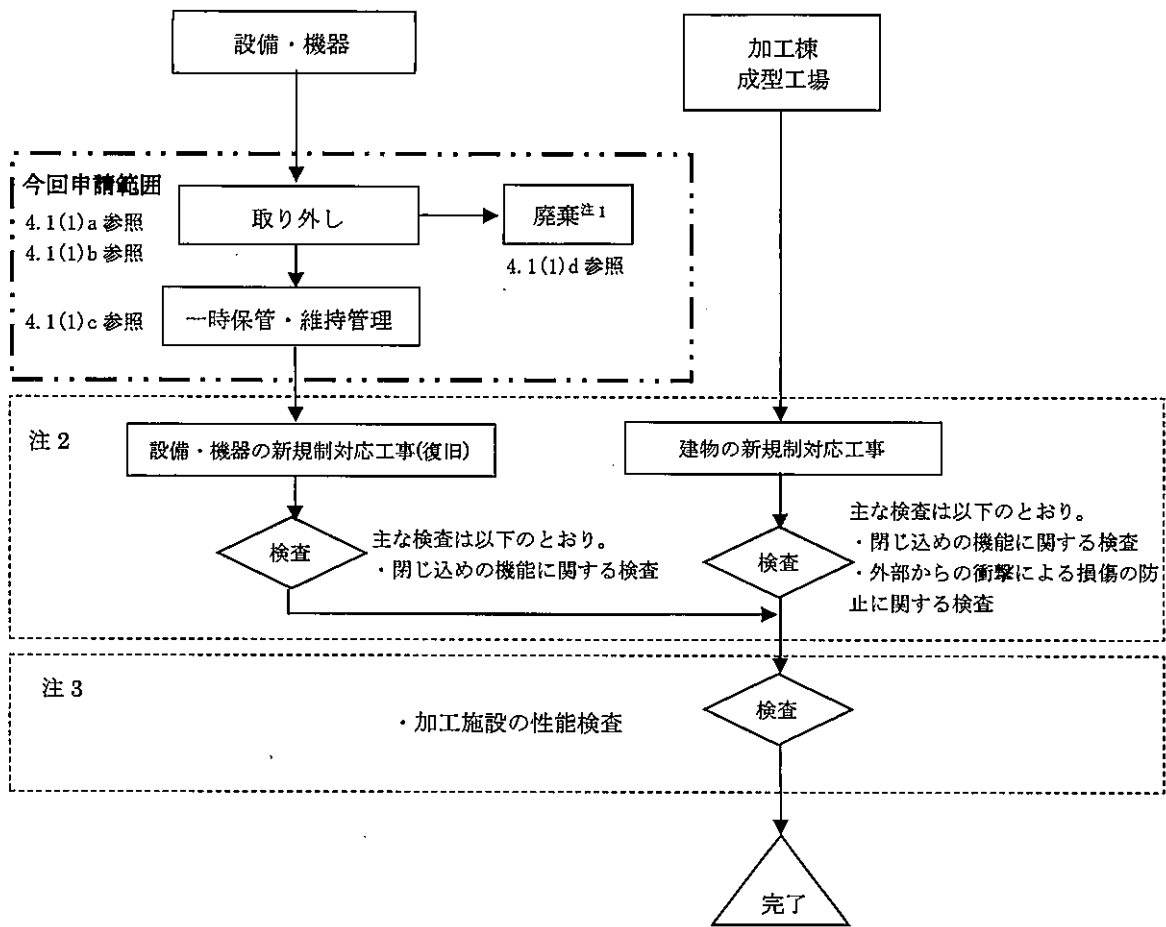 設備・機器
加工棟
成型工場
今回申請範囲
4.1(1)a 参照
4.1(1)b 参照
取り外し
廃棄注1
4.1(1)d 参照
4.1(1)c 参照
一時保管・維持管理
注2
設備・機器の新規制対応工事(復旧)
建物の新規制対応工事
検査
主な検査は以下のとおり。
・閉じ込めの機能に関する検査
検査
主な検査は以下のとおり。
・閉じ込めの機能に関する検査
・外部からの衝撃による損傷の防
止に関する検査
注3
・加工施設の性能検査
検査
完了